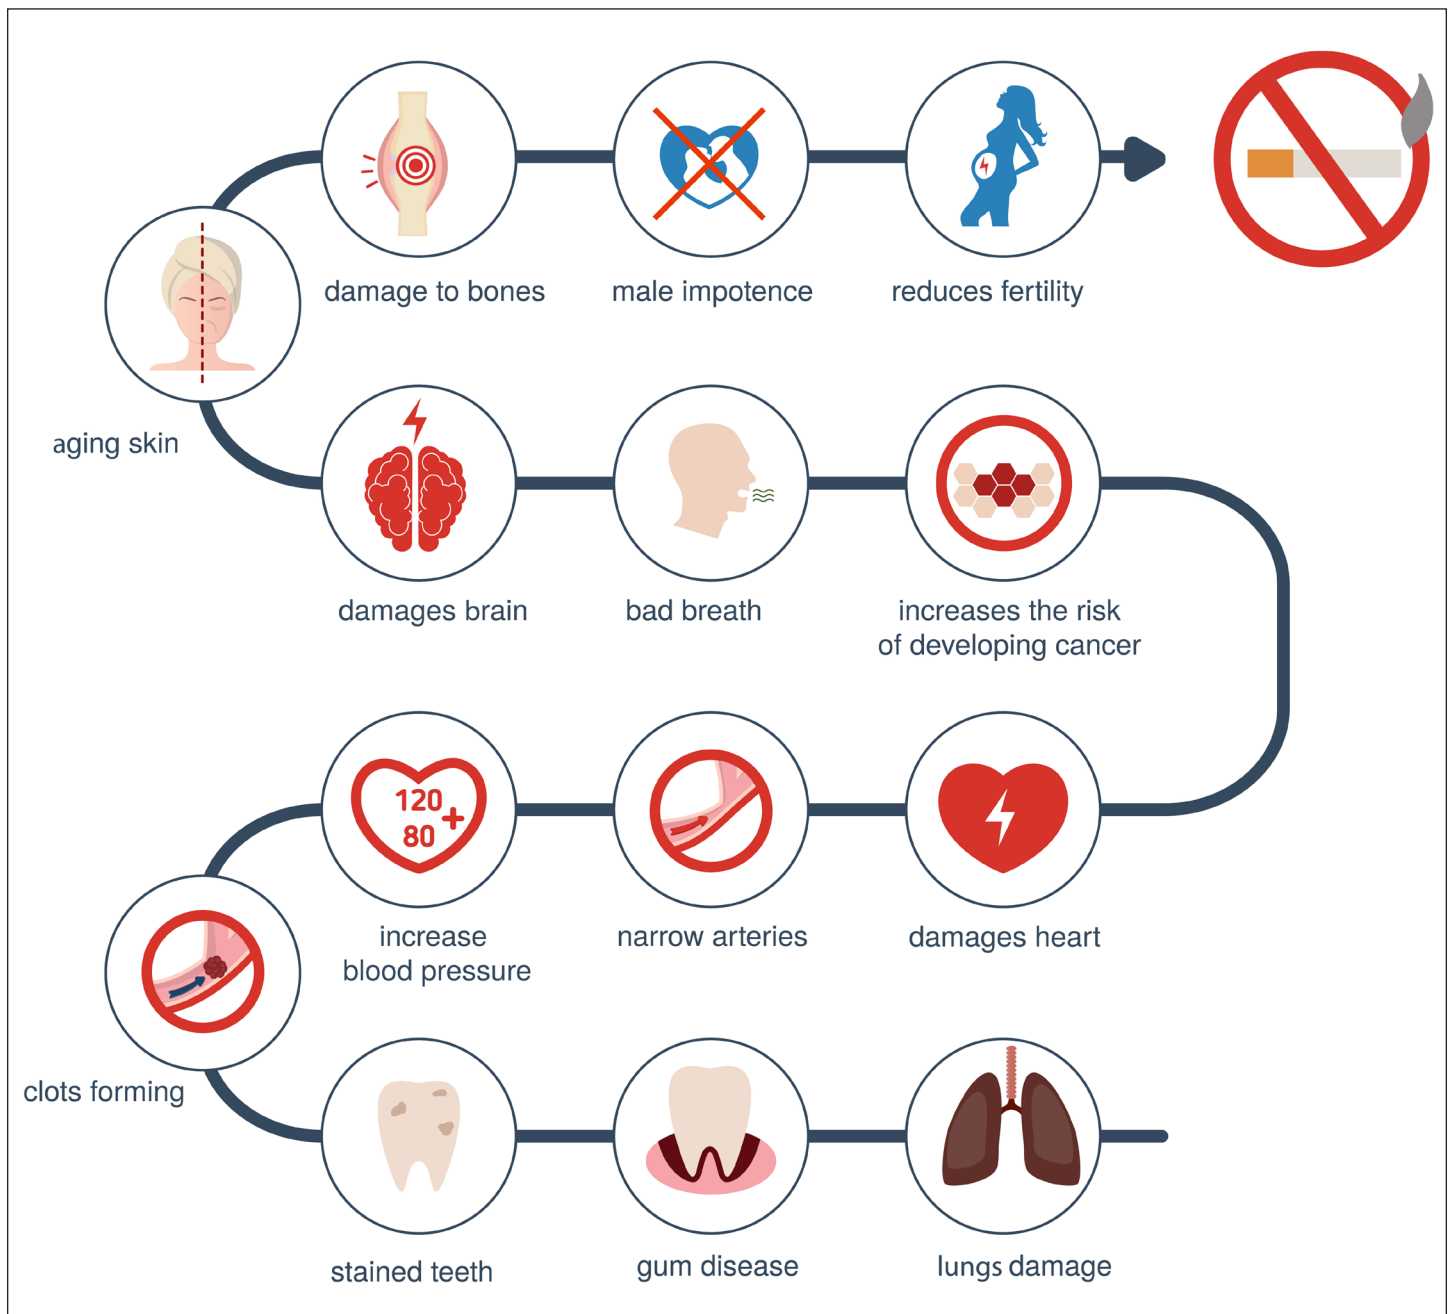 damage to bones
male impotence
reduces fertility
aging skin
damages brain
bad breath
increases the risk
of developing cancer
120
+
80
increase
blood pressure
narrow arteries
damages heart
clots forming
stained teeth
gum disease
lungs damage